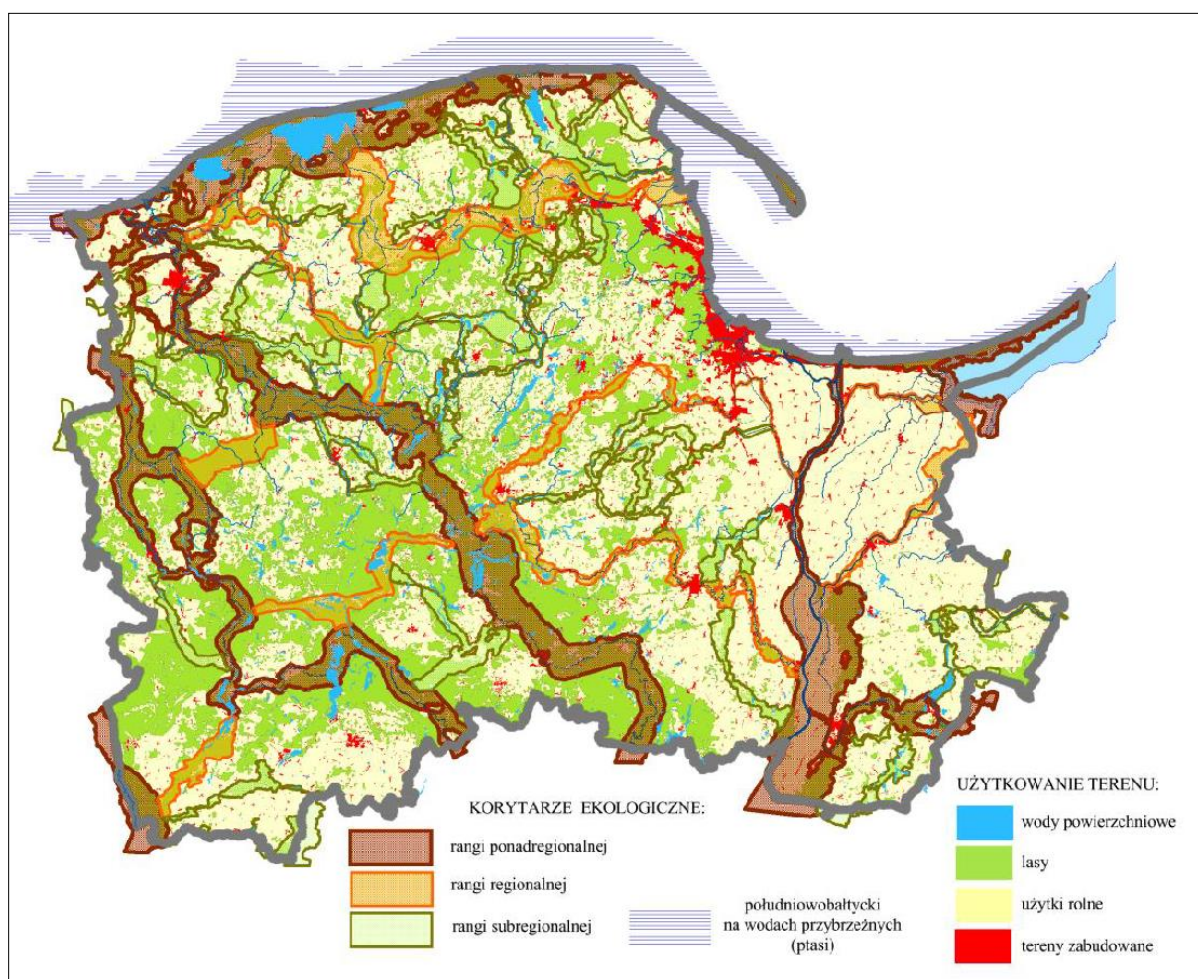 KORYTARZE EKOLOGICZNE:
rangi ponadregionalnej
rangi regionalnej
rangi subregionalnej
południowobałtycki
na wodach przybrzeżnych
(ptasi)
UŻYTKOWANIE TERENU:
wody powierzchniowe
lasy
użytki rolne
tereny zabudowane